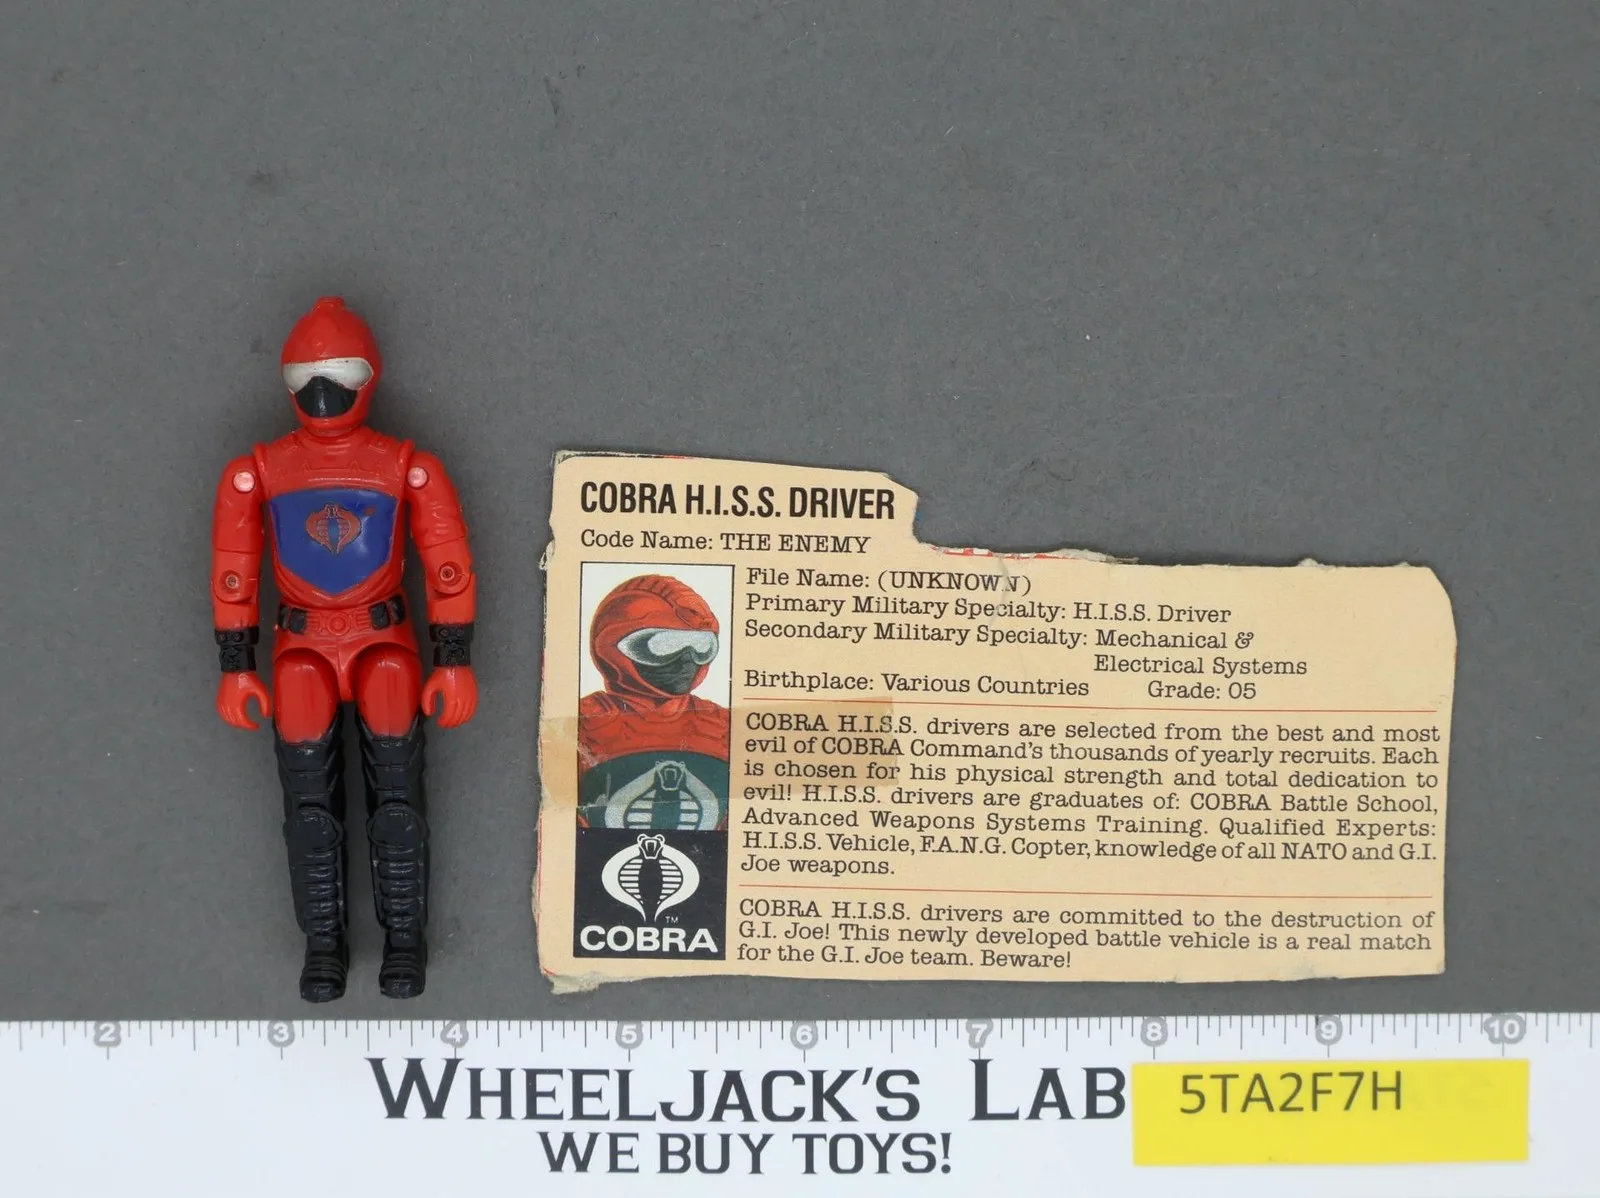 COBRA H.I.S.S. DRIVER
Code Name: THE ENEMY
File Name: (UNKNOWN)
Primary Military Specialty: H.I.S.S. Driver
Secondary Military Specialty: Mechanical &
Electrical Systems
Birthplace: Various Countries Grade: 05
COBRA H.I.S.S. drivers are selected from the best and most
evil of COBRA Command's thousands of yearly recruits. Each
is chosen for his physical strength and total dedication to
evil! H.I.S.S. drivers are graduates of: COBRA Battle School,
Advanced Weapons Systems Training. Qualified Experts:
H.I.S.S. Vehicle, F.A.N.G. Copter, knowledge of all NATO and G.I.
Joe weapons.
COBRA H.I.S.S. drivers are committed to the destruction of
G.I. Joe! This newly developed battle vehicle is a real match
for the G.I. Joe team. Beware!
TM
COBRA
2 3 4 5 6 7 8 9 10
WHEELJACK'S LAB
WE BUY TOYS!
5TA2F7H